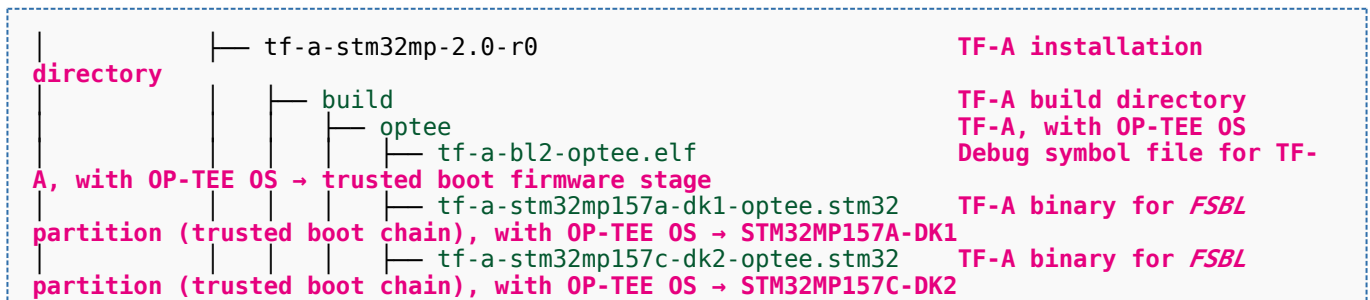 │ ├── tf-a-stm32mp-2.0-r0 TF-A installation
directory
│ │ ├── build TF-A build directory
│ │ │ ├── optee TF-A, with OP-TEE OS
│ │ │ │ ├── tf-a-bl2-optee.elf Debug symbol file for TF-
A, with OP-TEE OS → trusted boot firmware stage
│ │ │ │ ├── tf-a-stm32mp157a-dk1-optee.stm32 TF-A binary for FSBL
partition (trusted boot chain), with OP-TEE OS → STM32MP157A-DK1
│ │ │ │ ├── tf-a-stm32mp157c-dk2-optee.stm32 TF-A binary for FSBL
partition (trusted boot chain), with OP-TEE OS → STM32MP157C-DK2